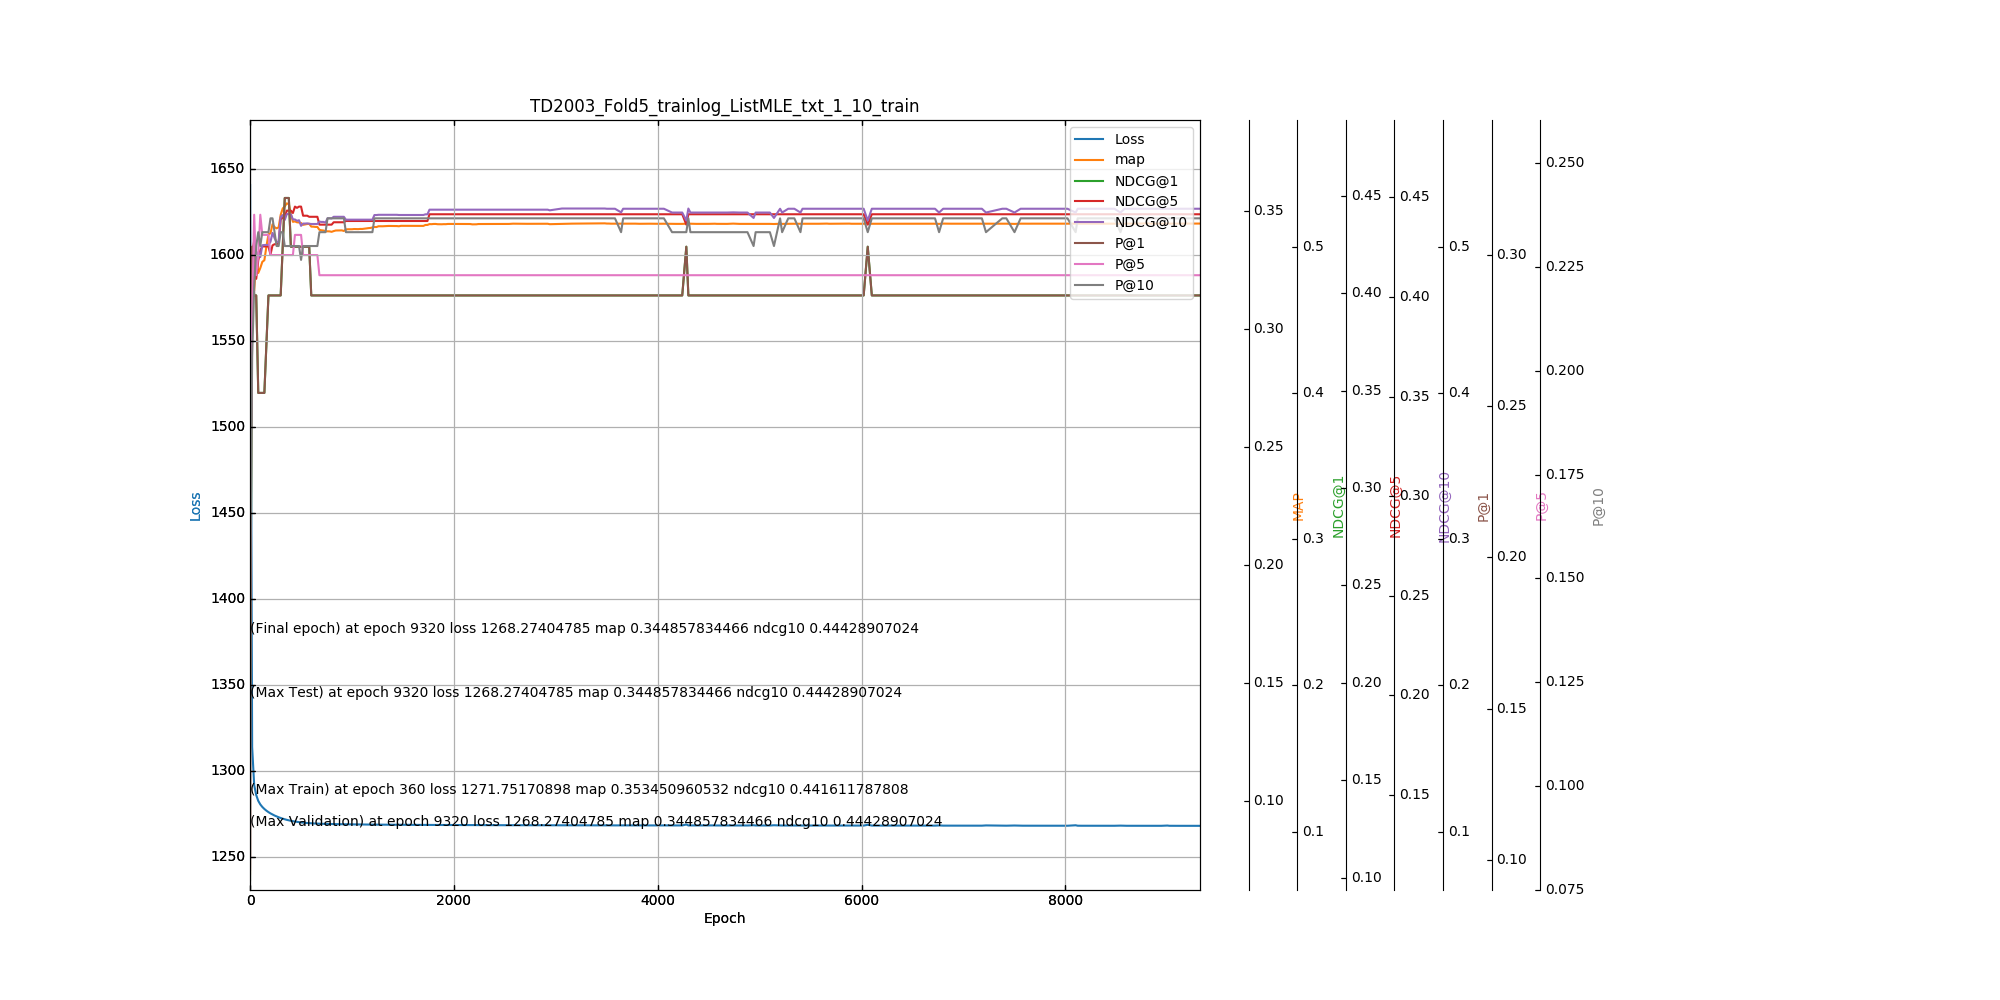 TD2003_Fold5_trainlog_ListMLE_txt_1_10_train
Loss
map
NDCG@1
NDCG@5
NDCG@10
P@1
P@5
P@10
1650
1600
1550
1500
1450
1400
1350
1300
1250
Loss
(Final epoch) at epoch 9320 loss 1268.27404785 map 0.344857834466 ndcg10 0.44428907024
(Max Test) at epoch 9320 loss 1268.27404785 map 0.344857834466 ndcg10 0.44428907024
(Max Train) at epoch 360 loss 1271.75170898 map 0.353450960532 ndcg10 0.441611787808
(Max Validation) at epoch 9320 loss 1268.27404785 map 0.344857834466 ndcg10 0.44428907024
0 2000 4000 6000 8000
Epoch
0.35
0.30
0.25
0.20
0.15
0.10
MAP
0.5
0.4
0.3
0.2
0.1
NDCG@1
0.45
0.40
0.35
0.30
0.25
0.20
0.15
0.10
NDCG@5
0.45
0.40
0.35
0.30
0.25
0.20
0.15
NDCG@10
0.5
0.4
0.3
0.2
0.1
P@1
0.30
0.25
0.20
0.15
0.10
P@5
0.250
0.225
0.200
0.175
0.150
0.125
0.100
0.075
P@10